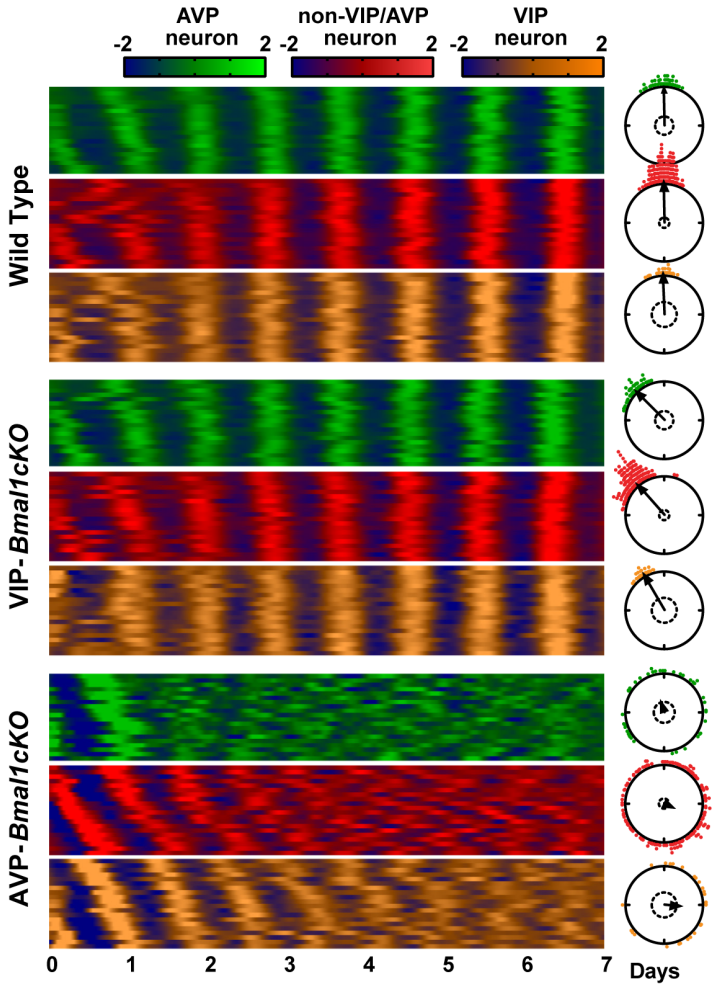 AVP non-VIP/AVP VIP
-2 neuron 2 -2 neuron 2 -2 neuron 2
Wild Type
VIP-Bmal1cKO
AVP-Bmal1cKO
0 1 2 3 4 5 6 7 Days